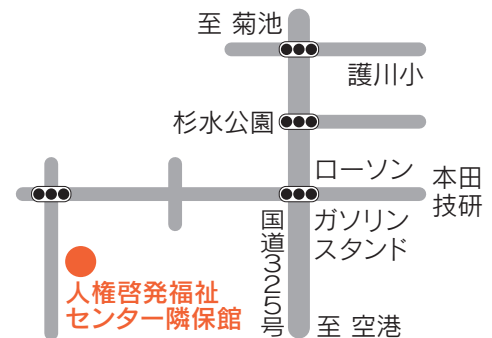 至 菊池
護川小
杉水公園
ローソン
本田
技研
国道325号
ガソリン
スタンド
人権啓発福祉
センター隣保館
至 空港